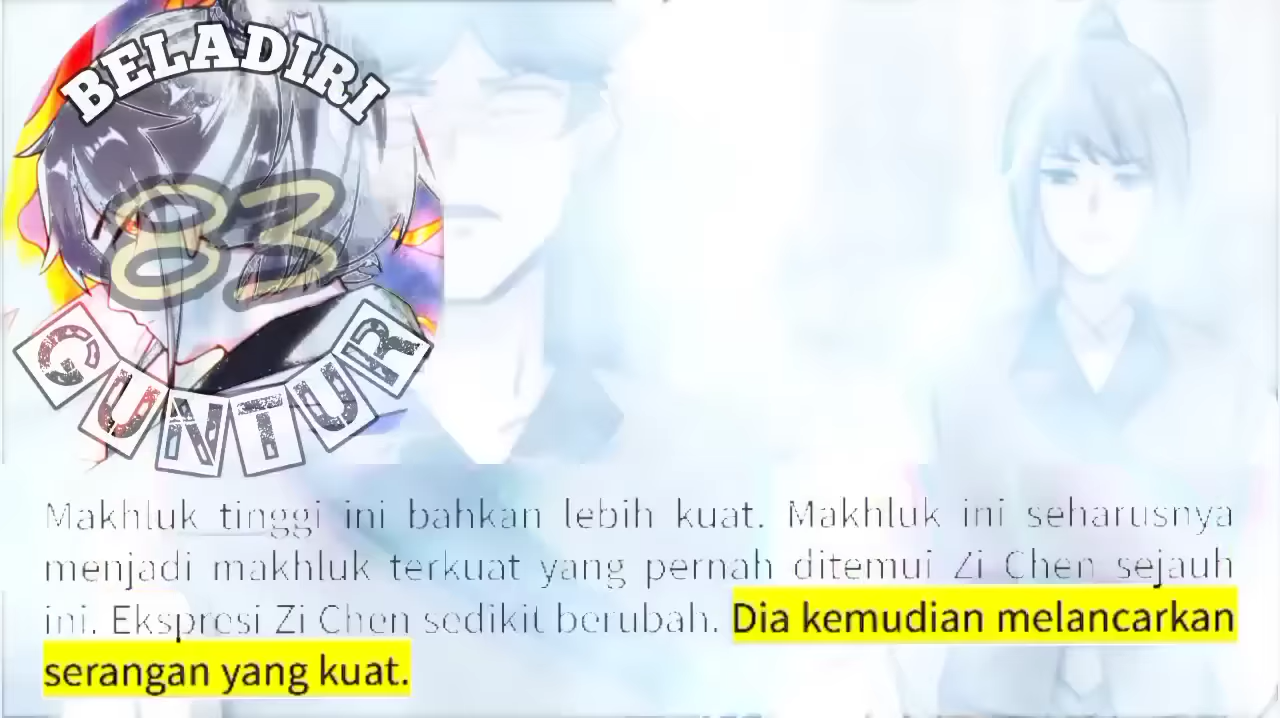 BELADIRI
83
GUNTUR
Makhluk tinggi ini bahkan lebih kuat. Makhluk ini seharusnya
menjadi makhluk terkuat yang pernah ditemui Zi Chen sejauh
ini. Ekspresi Zi Chen sedikit berubah. Dia kemudian melancarkan
serangan yang kuat.